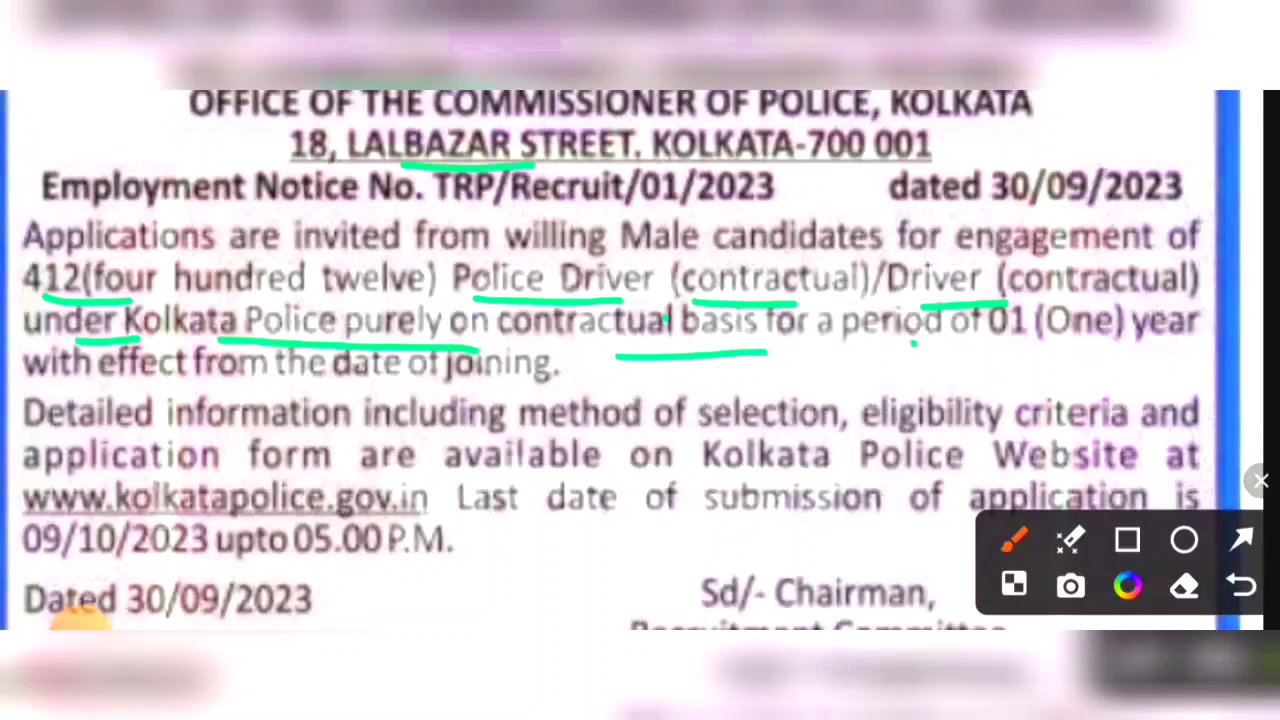 OFFICE OF THE COMMISSIONER OF POLICE, KOLKATA
18, LALBAZAR STREET. KOLKATA-700 001
Employment Notice No. TRP/Recruit/01/2023 dated 30/09/2023
Applications are invited from willing Male candidates for engagement of
412(four hundred twelve) Police Driver (contractual)/Driver (contractual)
under Kolkata Police purely on contractual basis for a period of 01 (One) year
with effect from the date of joining.
Detailed information including method of selection, eligibility criteria and
application form are available on Kolkata Police Website at
www.kolkatapolice.gov.in Last date of submission of application is
09/10/2023 upto 05.00 P.M.
Dated 30/09/2023
Sd/- Chairman,
Recruitment Committee